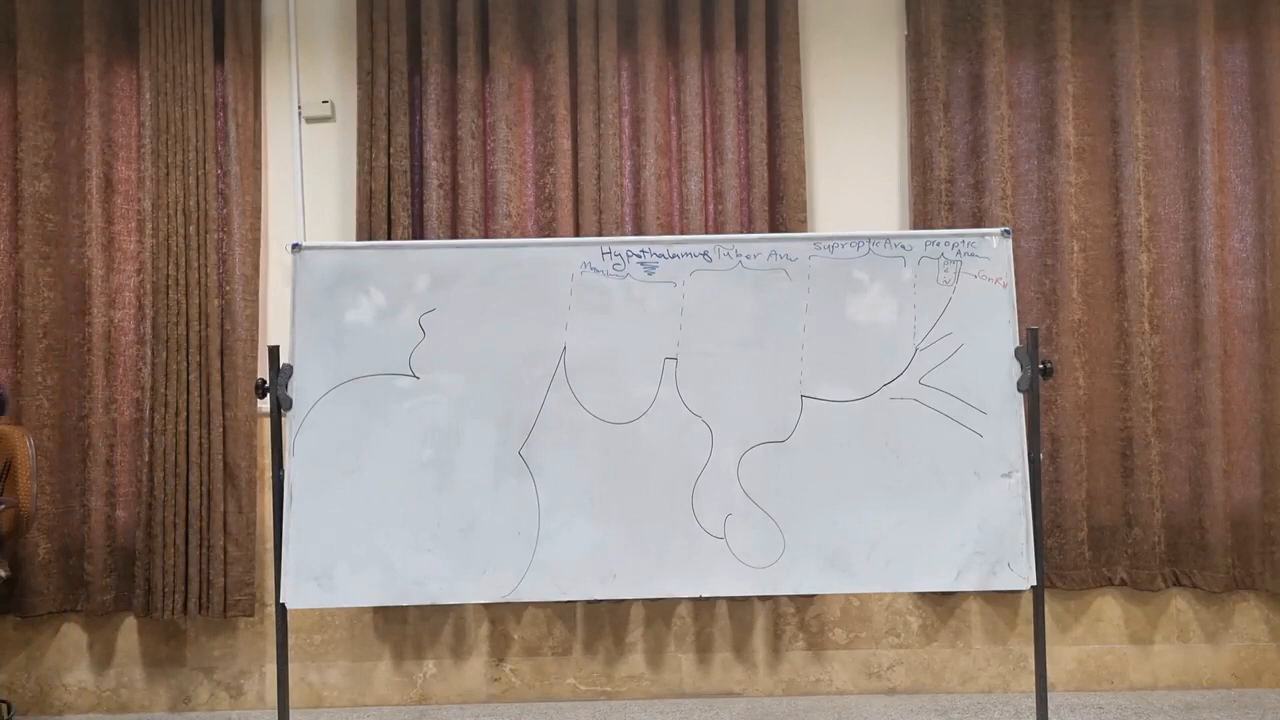 Hypothalamus
Tuber Area
Supraoptic Area
preoptic
Area
GnRH